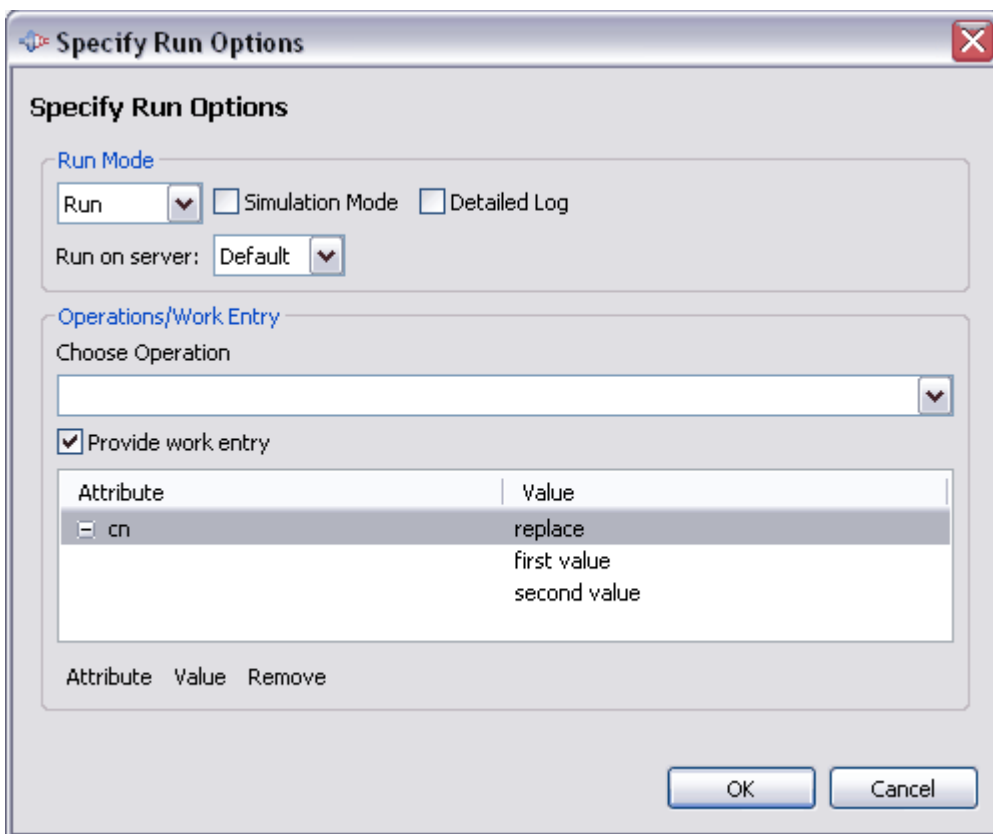 Specify Run Options
Specify Run Options
Run Mode
Run Simulation Mode Detailed Log
Run on server: Default
Operations/Work Entry
Choose Operation
Provide work entry
Attribute Value
cn replace
first value
second value
Attribute Value Remove
OK Cancel